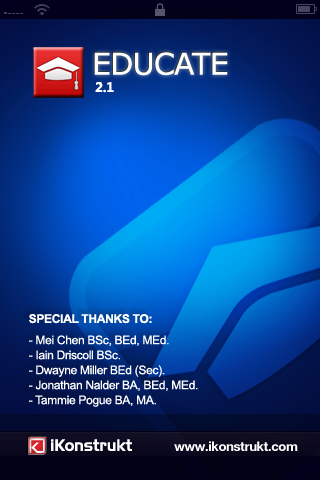 EDUCATE
2.1
SPECIAL THANKS TO:
- Mei Chen BSc, BEd, MEd.
- Iain Driscoll BSc.
- Dwayne Miller BEd (Sec).
- Jonathan Nalder BA, BEd, MEd.
- Tammie Pogue BA, MA.
iKonstrukt
www.ikonstrukt.com